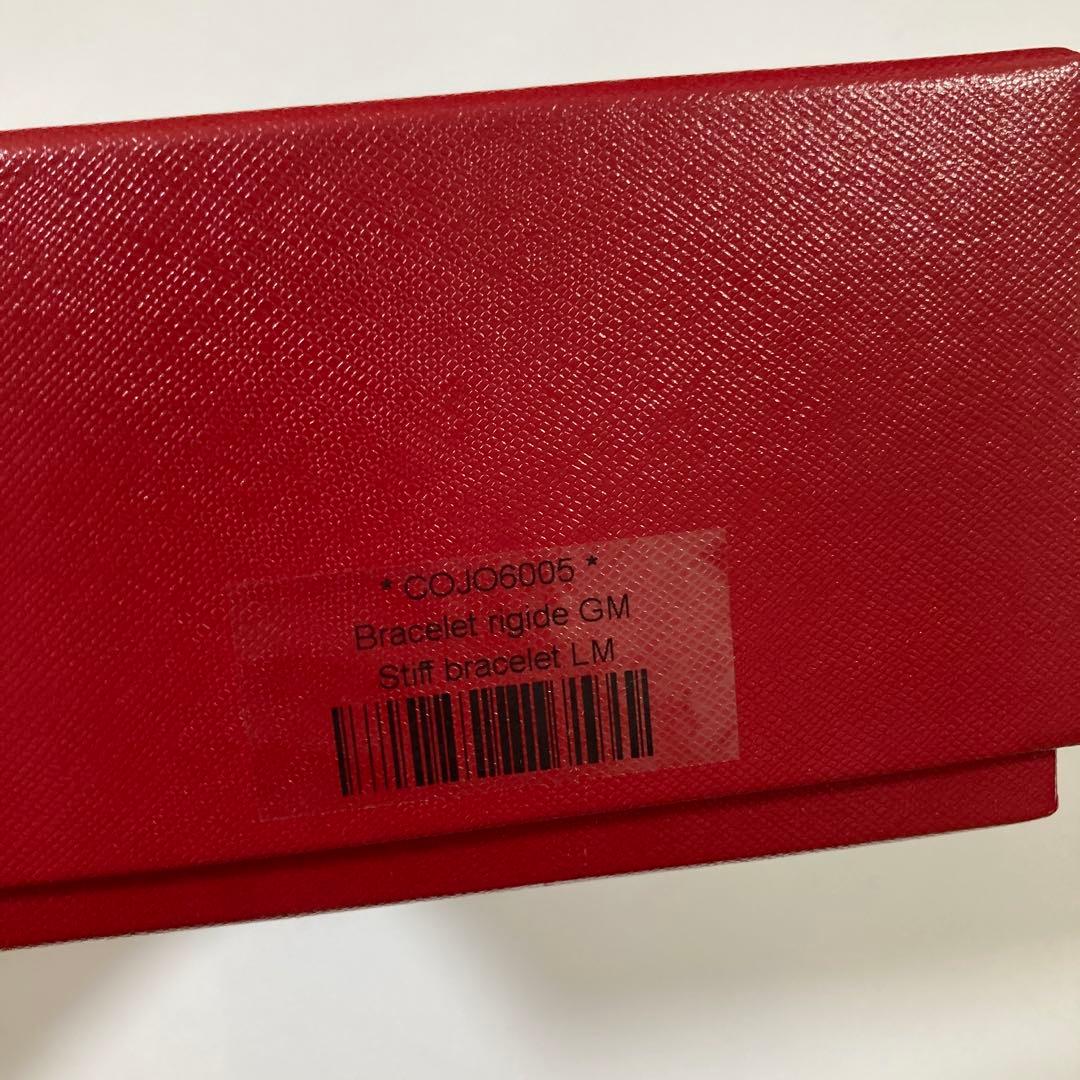 * COJO6005 *
Bracelet rigide GM
Stiff bracelet LM